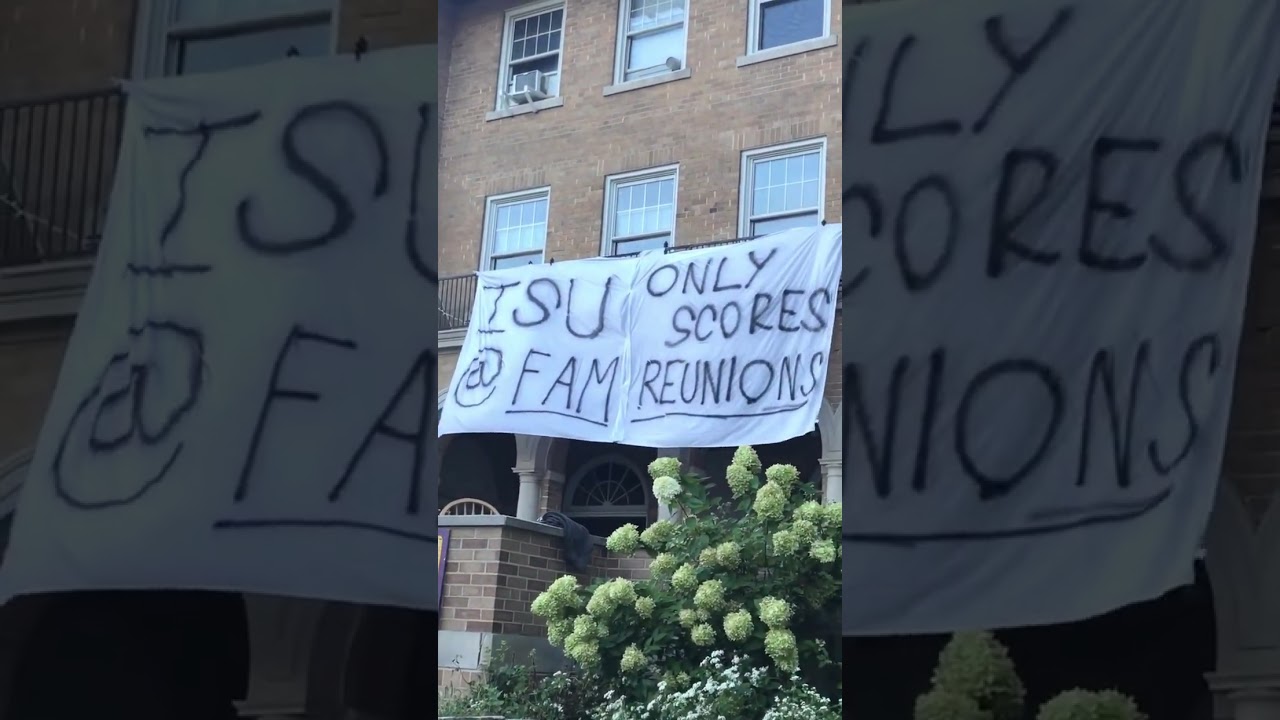 ISU ONLY
SCORES
@ FAM REUNIONS